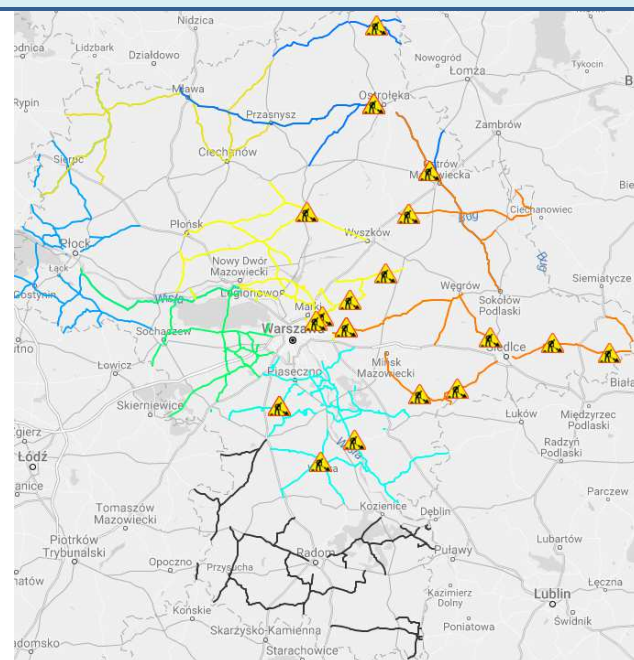 Nidzica
Lidzbark
Działdowo
Nowogród
Tykocin
Łomża
Mława
Rypin
Ostrołęka
Przasnysz
Zambrów
Ciechanów
Sierpc
Ciechanowiec
Bug
Płońsk
Wyszków
Płock
Łąck
Nowy Dwór
Mazowiecki
Bug
Wisła
Legionowo
Węgrów
Siemiatycze
Gostynin
Marki
Sokołów
Podlaski
Sochaczew
Warszawa
Siedlce
Łowicz
Mińsk
Mazowiecki
Piaseczno
Skierniewice
Łuków
Międzyrzec
Podlaski
Łódź
Wisła
Radzyń
Podlaski
Parczew
Tomaszów
Mazowiecki
Kozienice
Dęblin
Piotrków
Trybunalski
Lubartów
Radom
Puławy
Opoczno
Przysucha
Łęczna
Kazimierz
Dolny
Lublin
Końskie
Świdnik
Poniatowa
Skarżysko-Kamienna
Starachowice